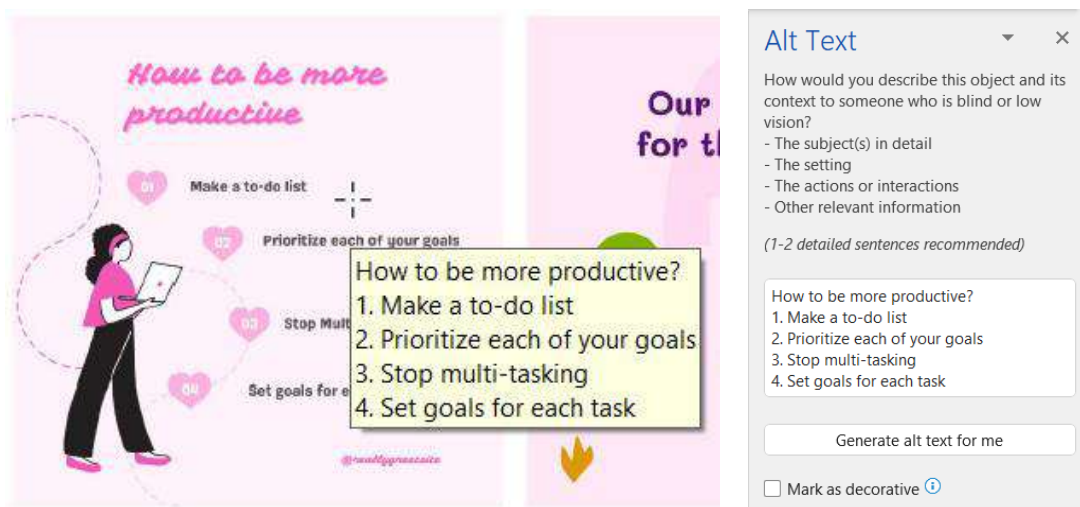 How to be more
productive
01
Make a to-do list
02
Prioritize each of your goals
03
Stop Mult
04
Set goals for e
@reallygreatsite
Our
for th
How to be more productive?
1. Make a to-do list
2. Prioritize each of your goals
3. Stop multi-tasking
4. Set goals for each task
Alt Text
How would you describe this object and its
context to someone who is blind or low
vision?
- The subject(s) in detail
- The setting
- The actions or interactions
- Other relevant information
(1-2 detailed sentences recommended)
How to be more productive?
1. Make a to-do list
2. Prioritize each of your goals
3. Stop multi-tasking
4. Set goals for each task
Generate alt text for me
Mark as decorative